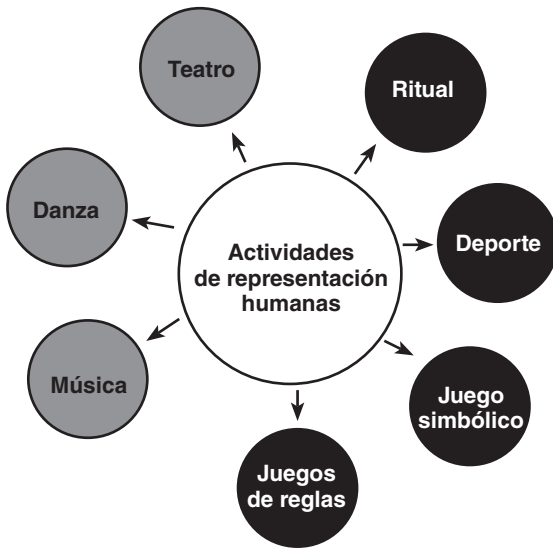 Teatro
Ritual
Danza
Deporte
Actividades
de representación
humanas
Música
Juego
simbólico
Juegos
de reglas